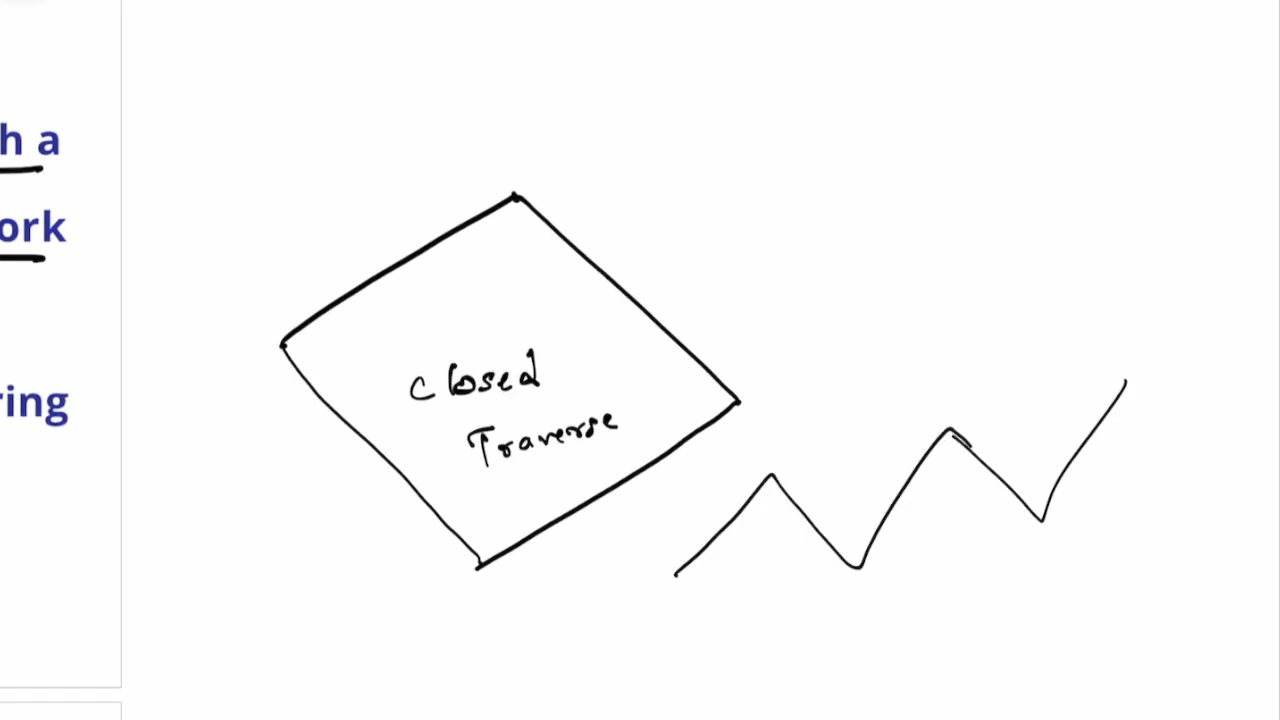 h a
ork
ring
closed
Traverse